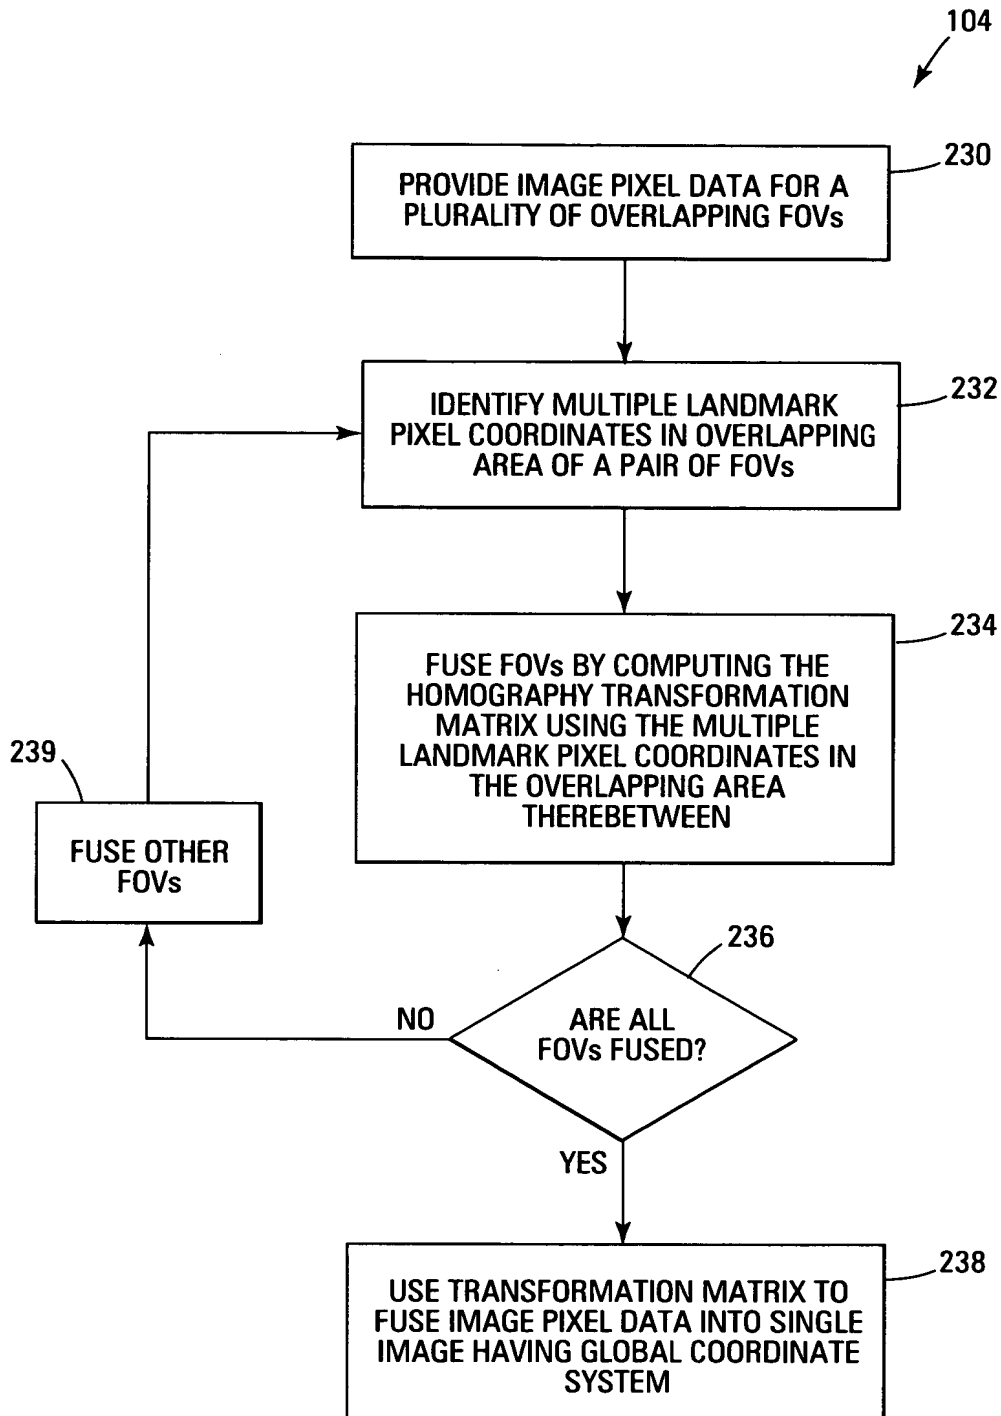 104
230
PROVIDE IMAGE PIXEL DATA FOR A
PLURALITY OF OVERLAPPING FOVs
232
IDENTIFY MULTIPLE LANDMARK
PIXEL COORDINATES IN OVERLAPPING
AREA OF A PAIR OF FOVs
234
FUSE FOVs BY COMPUTING THE
HOMOGRAPHY TRANSFORMATION
MATRIX USING THE MULTIPLE
LANDMARK PIXEL COORDINATES IN
THE OVERLAPPING AREA
THEREBETWEEN
239
FUSE OTHER
FOVs
236
NO
ARE ALL
FOVs FUSED?
YES
238
USE TRANSFORMATION MATRIX TO
FUSE IMAGE PIXEL DATA INTO SINGLE
IMAGE HAVING GLOBAL COORDINATE
SYSTEM